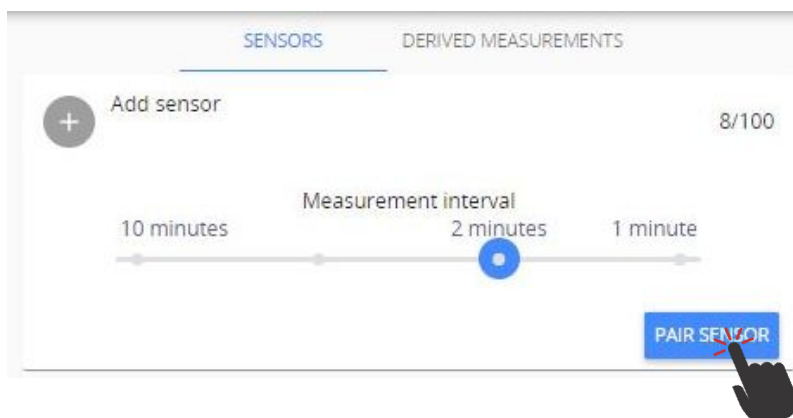 SENSORS DERIVED MEASUREMENTS
Add sensor
8/100
Measurement interval
10 minutes 2 minutes 1 minute
PAIR SENSOR